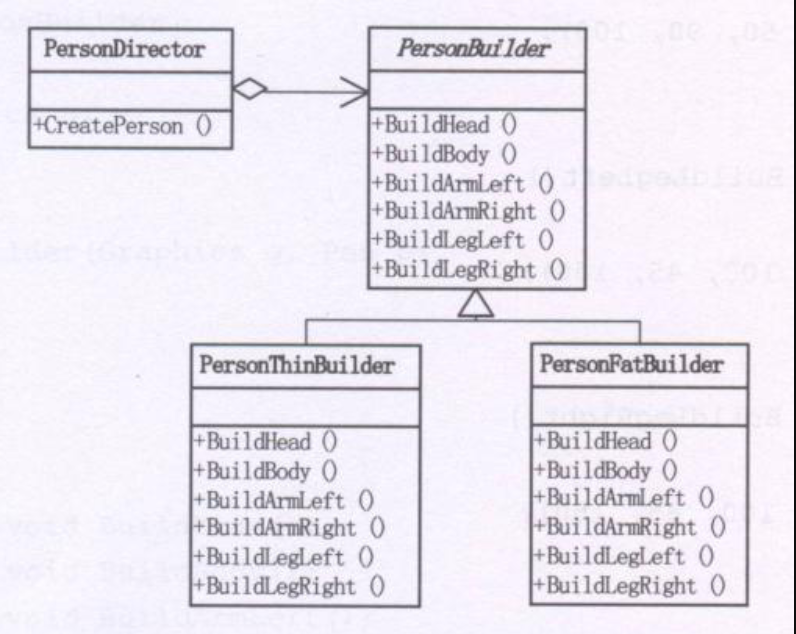 PersonDirector
+CreatePerson ()
PersonBuilder
+BuildHead ()
+BuildBody ()
+BuildArmLeft ()
+BuildArmRight ()
+BuildLegLeft ()
+BuildLegRight ()
PersonThinBuilder
+BuildHead ()
+BuildBody ()
+BuildArmLeft ()
+BuildArmRight ()
+BuildLegLeft ()
+BuildLegRight ()
PersonFatBuilder
+BuildHead ()
+BuildBody ()
+BuildArmLeft ()
+BuildArmRight ()
+BuildLegLeft ()
+BuildLegRight ()